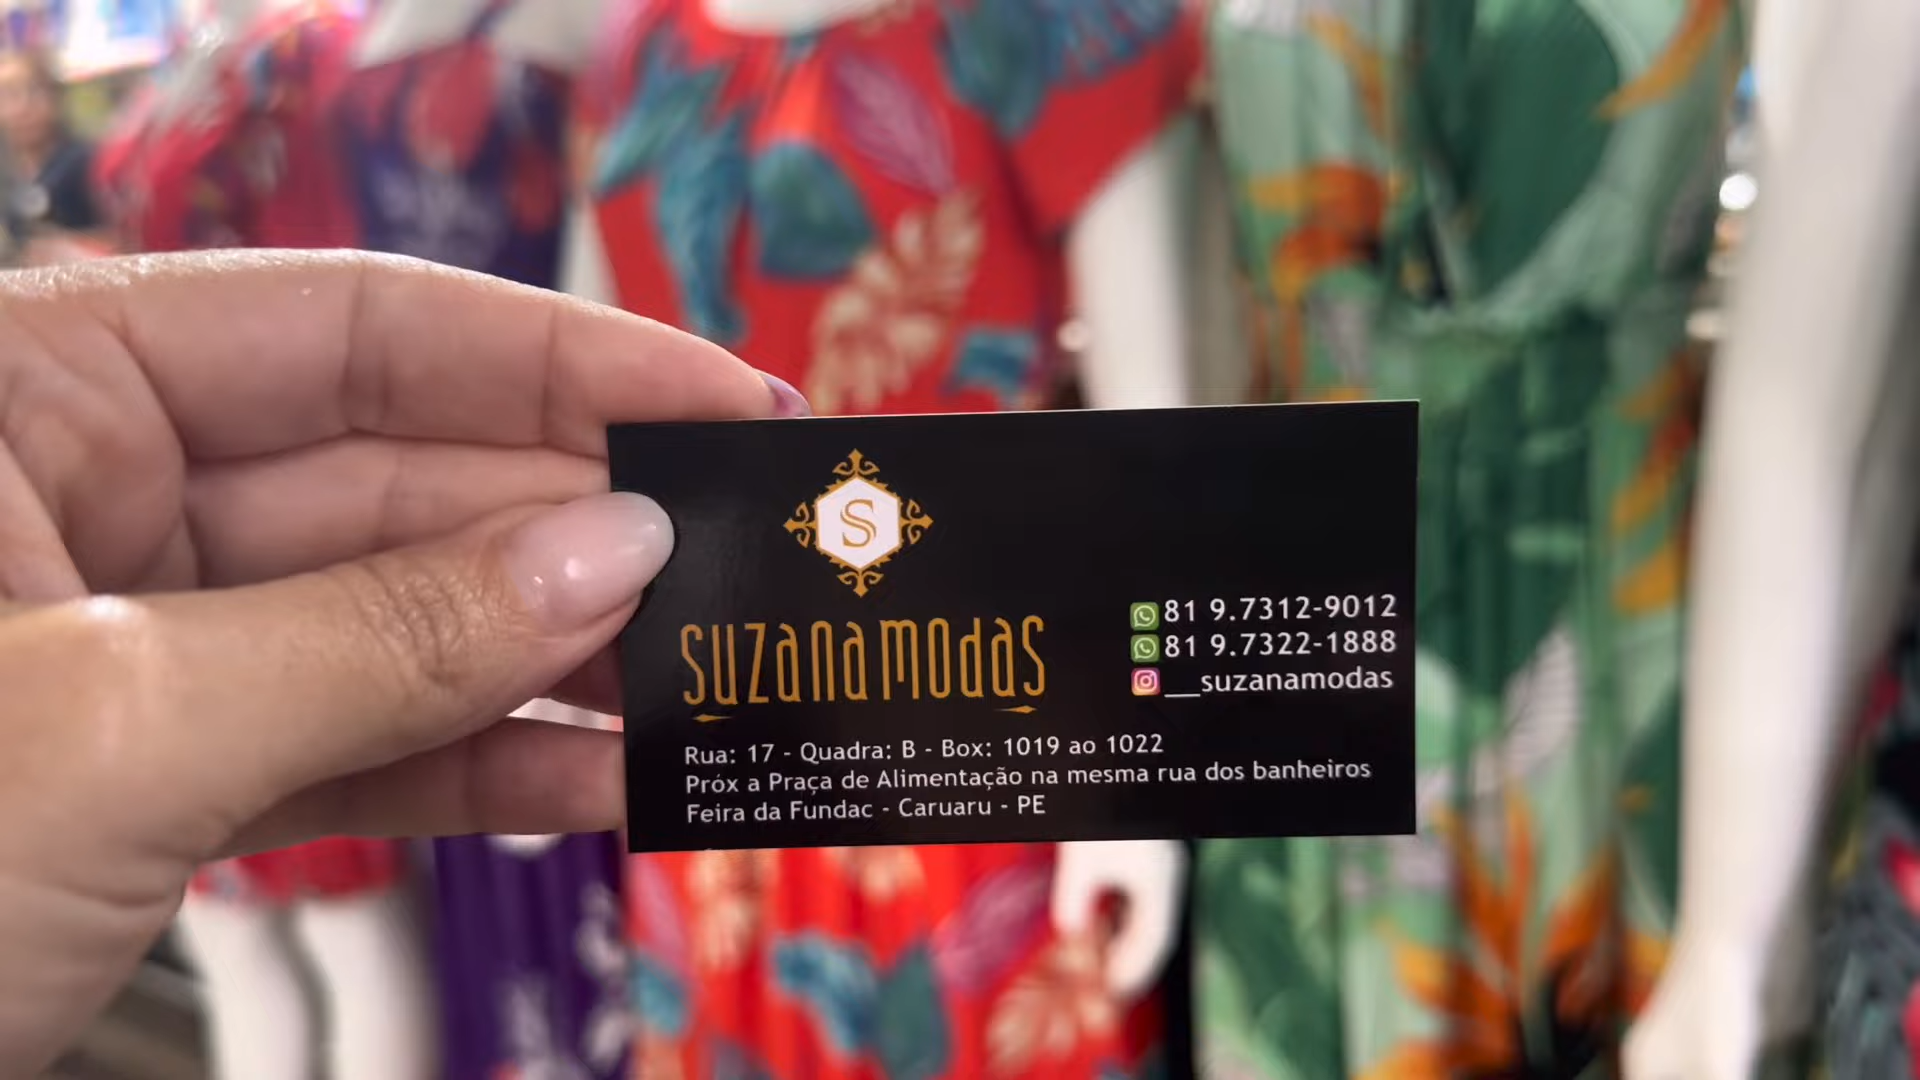 S
suzanamodas
81 9.7312-9012
81 9.7322-1888
__suzanamodas
Rua: 17 - Quadra: B - Box: 1019 ao 1022
Próx a Praça de Alimentação na mesma rua dos banheiros
Feira da Fundac - Caruaru - PE